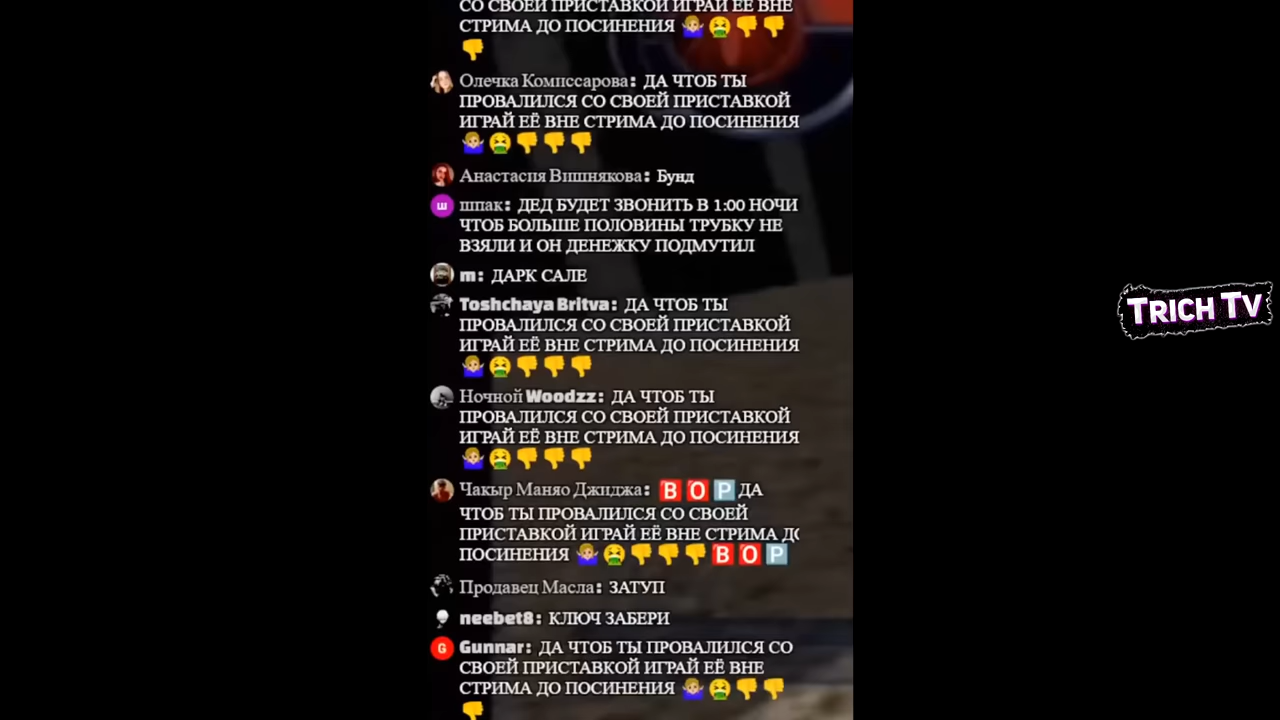 СО СВОЕЙ ПРИСТАВКОЙ ИГРАЙ ЕЁ ВНЕ
СТРИМА ДО ПОСИНЕНИЯ 🤷🏼‍♀️🤮👎👎
👎
Олечка Комиссарова: ДА ЧТОБ ТЫ
ПРОВАЛИЛСЯ СО СВОЕЙ ПРИСТАВКОЙ
ИГРАЙ ЕЁ ВНЕ СТРИМА ДО ПОСИНЕНИЯ
🤷🏼‍♀️🤮👎👎👎
Анастасия Вишнякова: Бунд
ш шпак: ДЕД БУДЕТ ЗВОНИТЬ В 1:00 НОЧИ
ЧТОБ БОЛЬШЕ ПОЛОВИНЫ ТРУБКУ НЕ
ВЗЯЛИ И ОН ДЕНЕЖКУ ПОДМУТИЛ
m: ДАРК САЛЕ
Toshchaya Britva: ДА ЧТОБ ТЫ
ПРОВАЛИЛСЯ СО СВОЕЙ ПРИСТАВКОЙ
ИГРАЙ ЕЁ ВНЕ СТРИМА ДО ПОСИНЕНИЯ
🤷🏼‍♀️🤮👎👎👎
Ночной Woodzz: ДА ЧТОБ ТЫ
ПРОВАЛИЛСЯ СО СВОЕЙ ПРИСТАВКОЙ
ИГРАЙ ЕЁ ВНЕ СТРИМА ДО ПОСИНЕНИЯ
🤷🏼‍♀️🤮👎👎👎
Чакыр Маняо Джиджа: 🅱️🅾️🅿️ ДА
ЧТОБ ТЫ ПРОВАЛИЛСЯ СО СВОЕЙ
ПРИСТАВКОЙ ИГРАЙ ЕЁ ВНЕ СТРИМА ДО
ПОСИНЕНИЯ 🤷🏼‍♀️🤮👎👎👎🅱️🅾️🅿️
Продавец Масла: ЗАТУП
neebet8: КЛЮЧ ЗАБЕРИ
G Gunnar: ДА ЧТОБ ТЫ ПРОВАЛИЛСЯ СО
СВОЕЙ ПРИСТАВКОЙ ИГРАЙ ЕЁ ВНЕ
СТРИМА ДО ПОСИНЕНИЯ 🤷🏼‍♀️🤮👎👎
👎
TRICH TV